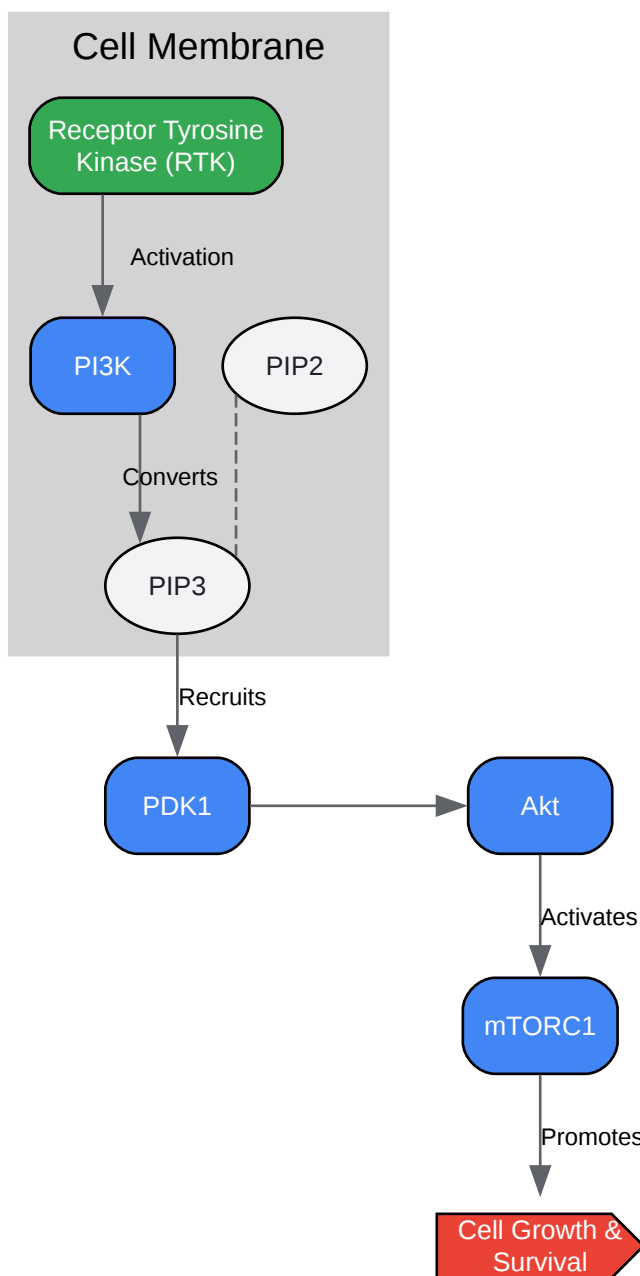 Cell Membrane
Receptor Tyrosine
Kinase (RTK)
Activation
PI3K
PIP2
Converts
PIP3
Recruits
PDK1
Akt
Activates
mTORC1
Promotes
Cell Growth &
Survival